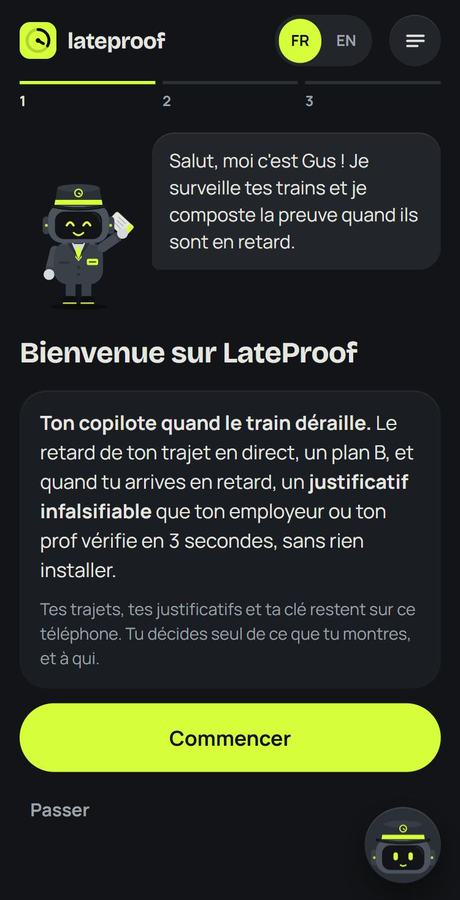 lateproof
FR EN
1 2 3
Salut, moi c'est Gus ! Je
surveille tes trains et je
composte la preuve quand ils
sont en retard.
Bienvenue sur LateProof
Ton copilote quand le train déraille. Le
retard de ton trajet en direct, un plan B, et
quand tu arrives en retard, un justificatif
infalsifiable que ton employeur ou ton
prof vérifie en 3 secondes, sans rien
installer.
Tes trajets, tes justificatifs et ta clé restent sur ce
téléphone. Tu décides seul de ce que tu montres,
et à qui.
Commencer
Passer